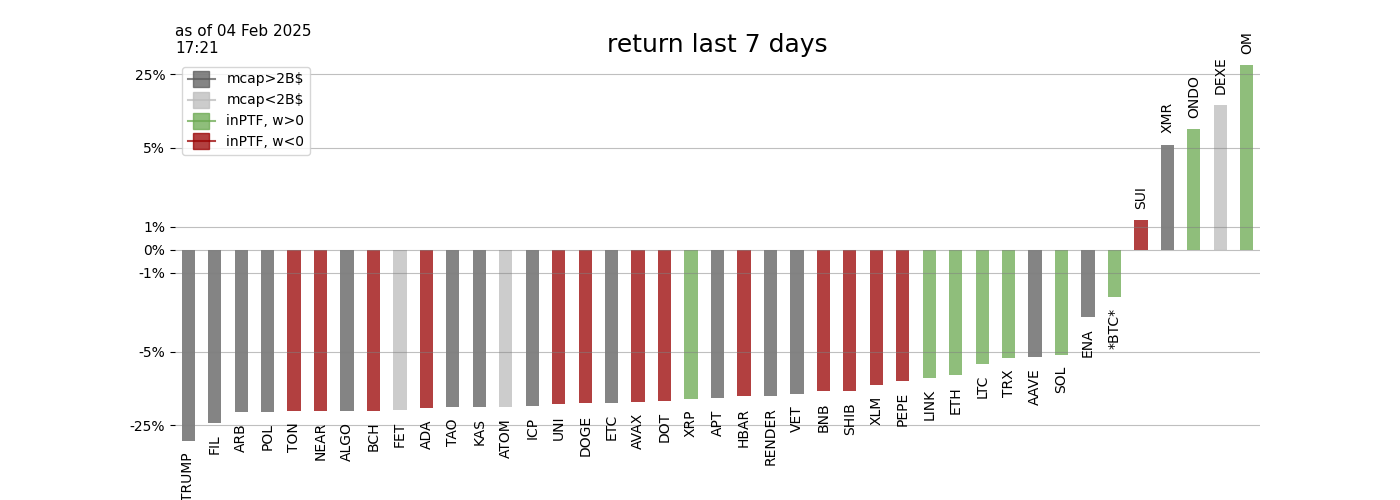 as of 04 Feb 2025
17:21
return last 7 days
mcap>2B$
mcap<2B$
inPTF, w>0
inPTF, w<0
25%
5%
1%
0%
-1%
-5%
-25%
TRUMP
FIL
ARB
POL
TON
NEAR
ALGO
BCH
FET
ADA
TAO
KAS
ATOM
ICP
UNI
DOGE
ETC
AVAX
DOT
XRP
APT
HBAR
RENDER
VET
BNB
SHIB
XLM
PEPE
LINK
ETH
LTC
TRX
AAVE
SOL
ENA
*BTC*
SUI
XMR
ONDO
DEXE
OM